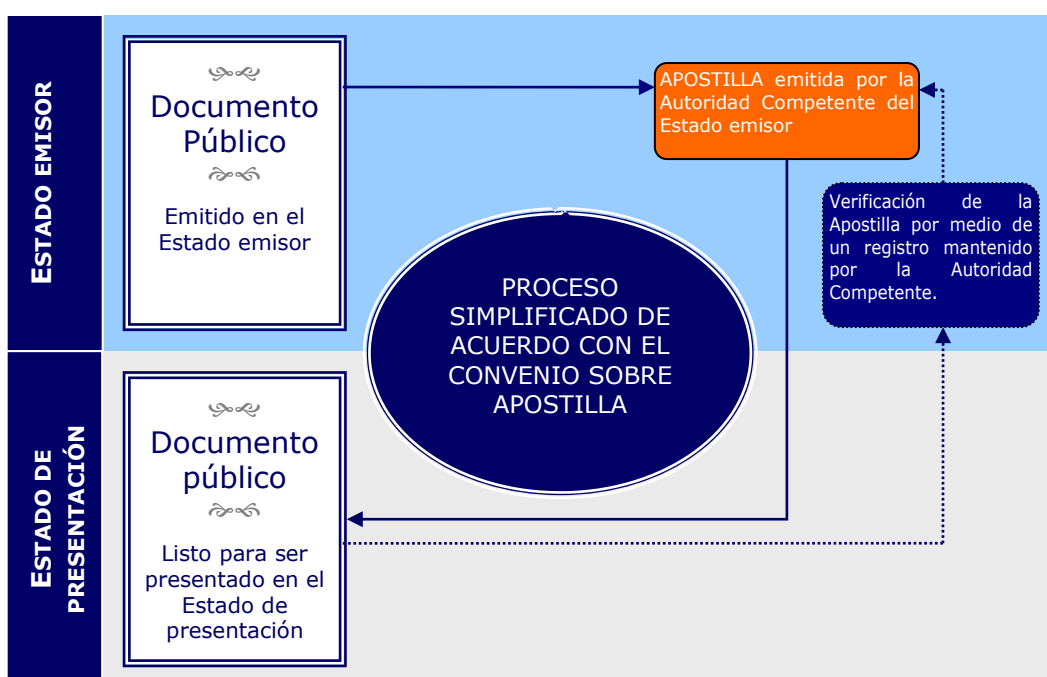 ESTADO EMISOR
Documento
Público
Emitido en el
Estado emisor
APOSTILLA emitida por la
Autoridad Competente del
Estado emisor
Verificación de la
Apostilla por medio de
un registro mantenido
por la Autoridad
Competente.
PROCESO
SIMPLIFICADO DE
ACUERDO CON EL
CONVENIO SOBRE
APOSTILLA
ESTADO DE
PRESENTACIÓN
Documento
público
Listo para ser
presentado en el
Estado de
presentación